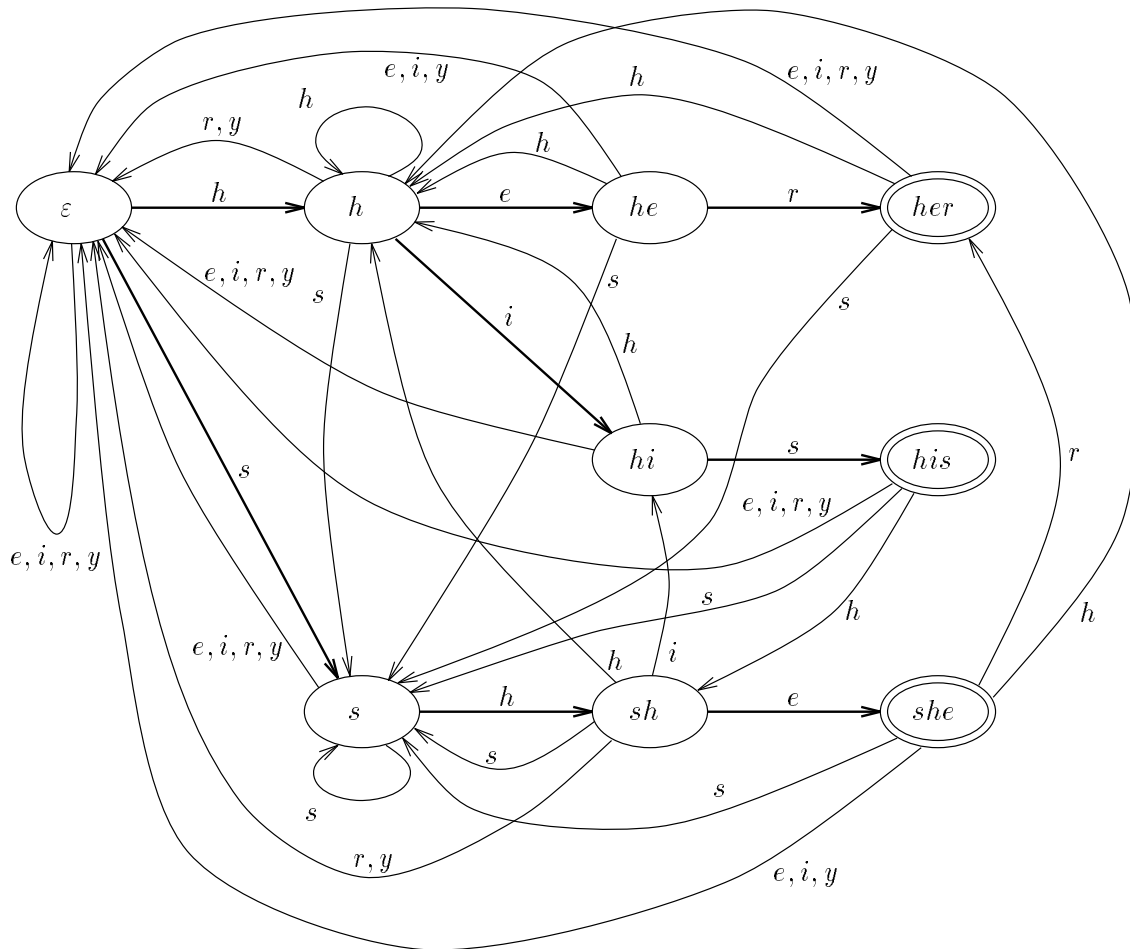 e, i, r, y
e, i, y
h
h
r, y
h
ε
h
h
e
he
r
her
e, i, r, y
s
s
s
i
h
s
hi
s
his
r
e, i, r, y
e, i, r, y
s
h
h
e, i, r, y
h
i
s
h
sh
e
she
s
s
s
r, y
e, i, y